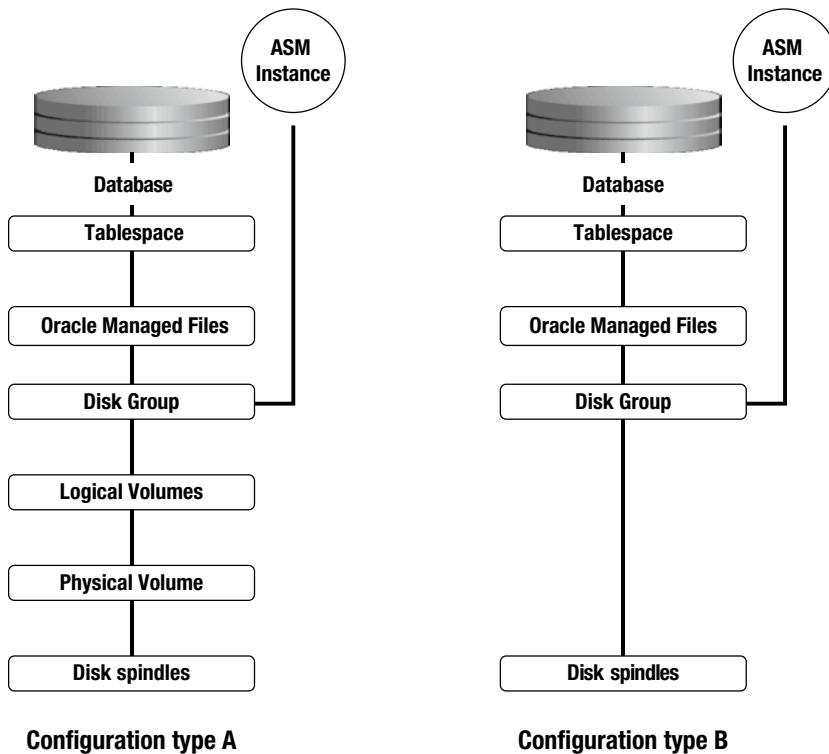 ASM
Instance
Database
Tablespace
Oracle Managed Files
Disk Group
Logical Volumes
Physical Volume
Disk spindles
Configuration type A
ASM
Instance
Database
Tablespace
Oracle Managed Files
Disk Group
Disk spindles
Configuration type B